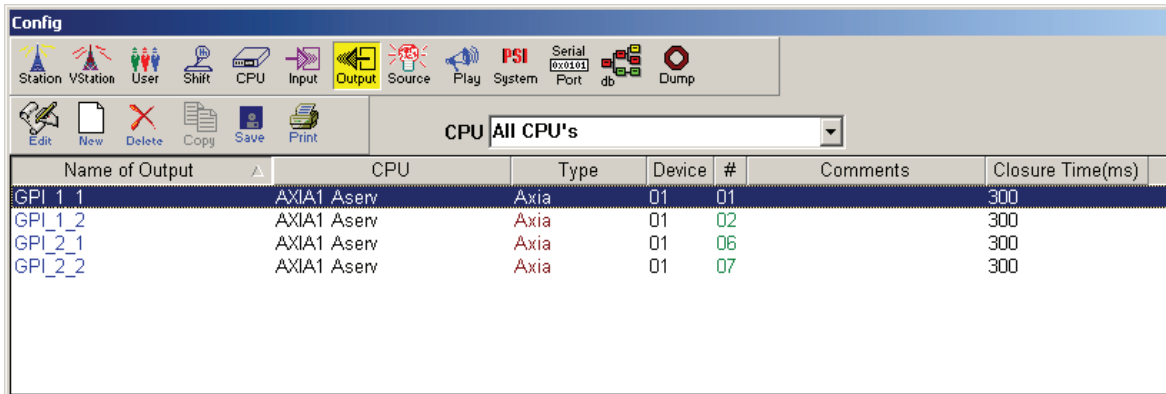 Config
Station VStation User Shift CPU Input Output Source Play PSI System Serial 0x0101 Port db Dump
Edit New Delete Copy Save Print CPU All CPU's
Name of Output CPU Type Device # Comments Closure Time(ms)
GPI_1_1 AXIA1 Aserv Axia 01 01 300
GPI_1_2 AXIA1 Aserv Axia 01 02 300
GPI_2_1 AXIA1 Aserv Axia 01 06 300
GPI_2_2 AXIA1 Aserv Axia 01 07 300